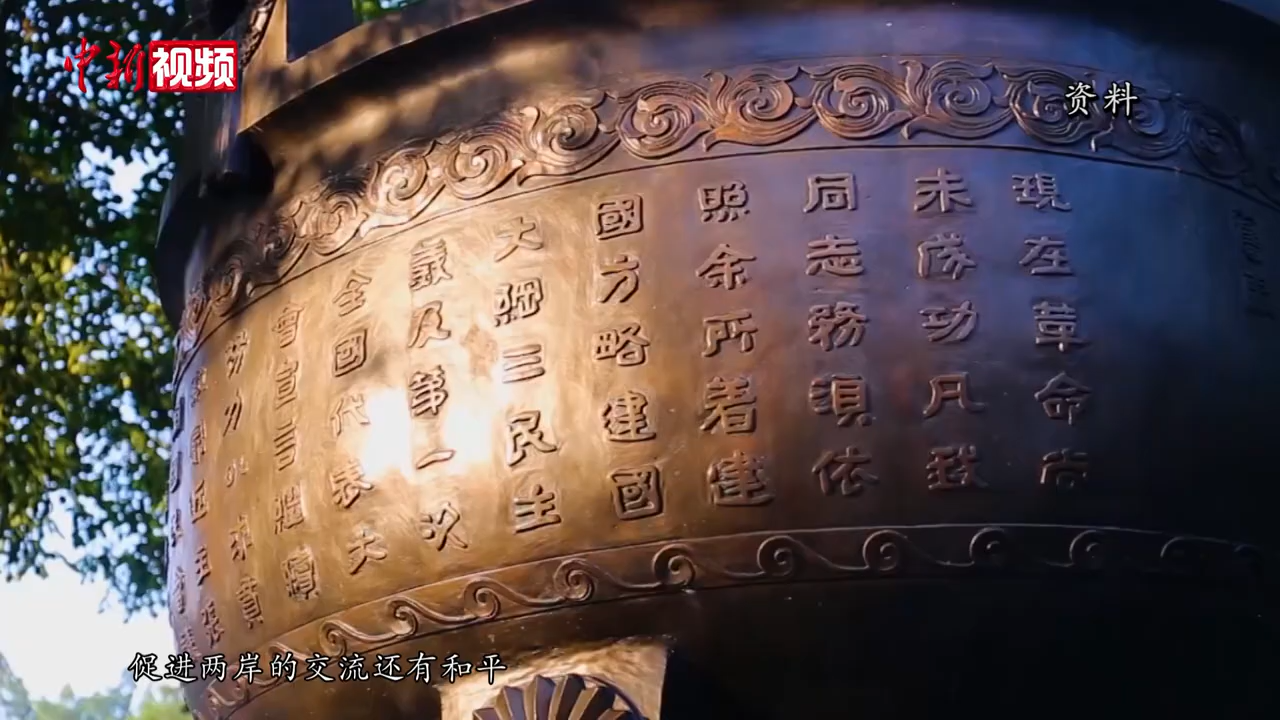 中新视频
资料
現在革命尚
未成功凡我
同志務須依
照余所著建
國方略建國
大綱三民主
義及第一次
全國代表大
會宣言繼續
努力以求貫
主張
促进两岸的交流还有和平